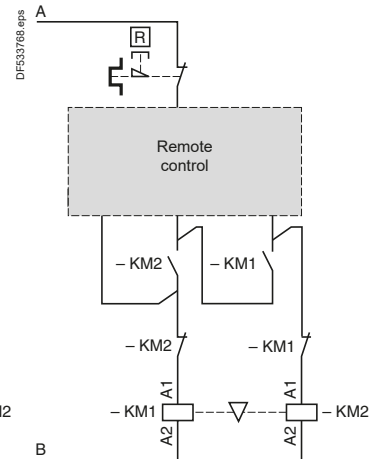 A
DF533768.eps
R
Remote
control
– KM2
– KM1
– KM2
– KM1
A1
A1
– KM1
– KM2
A2
A2
B